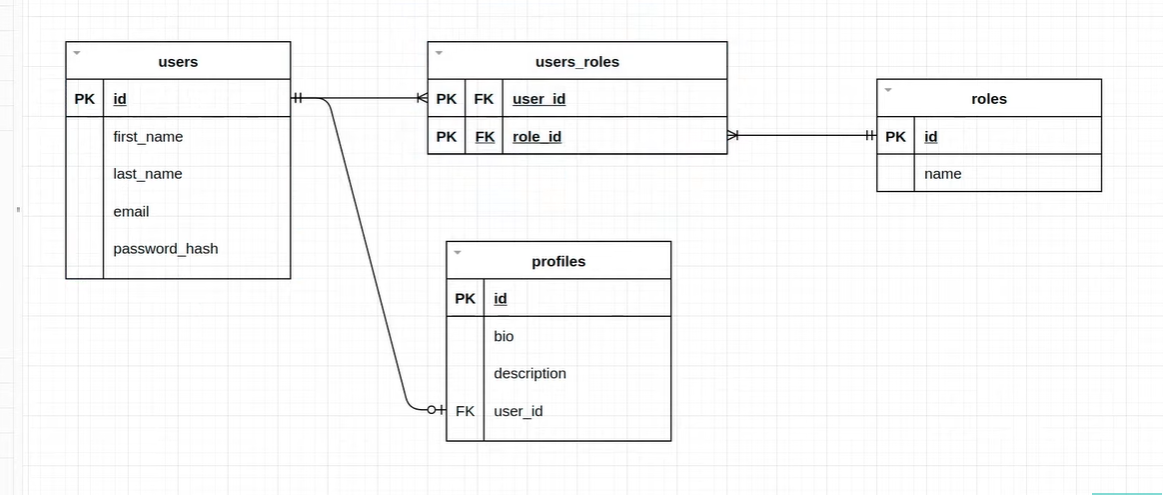 users
PK id
first_name
last_name
email
password_hash
users_roles
PK FK user_id
PK FK role_id
roles
PK id
name
profiles
PK id
bio
description
FK user_id